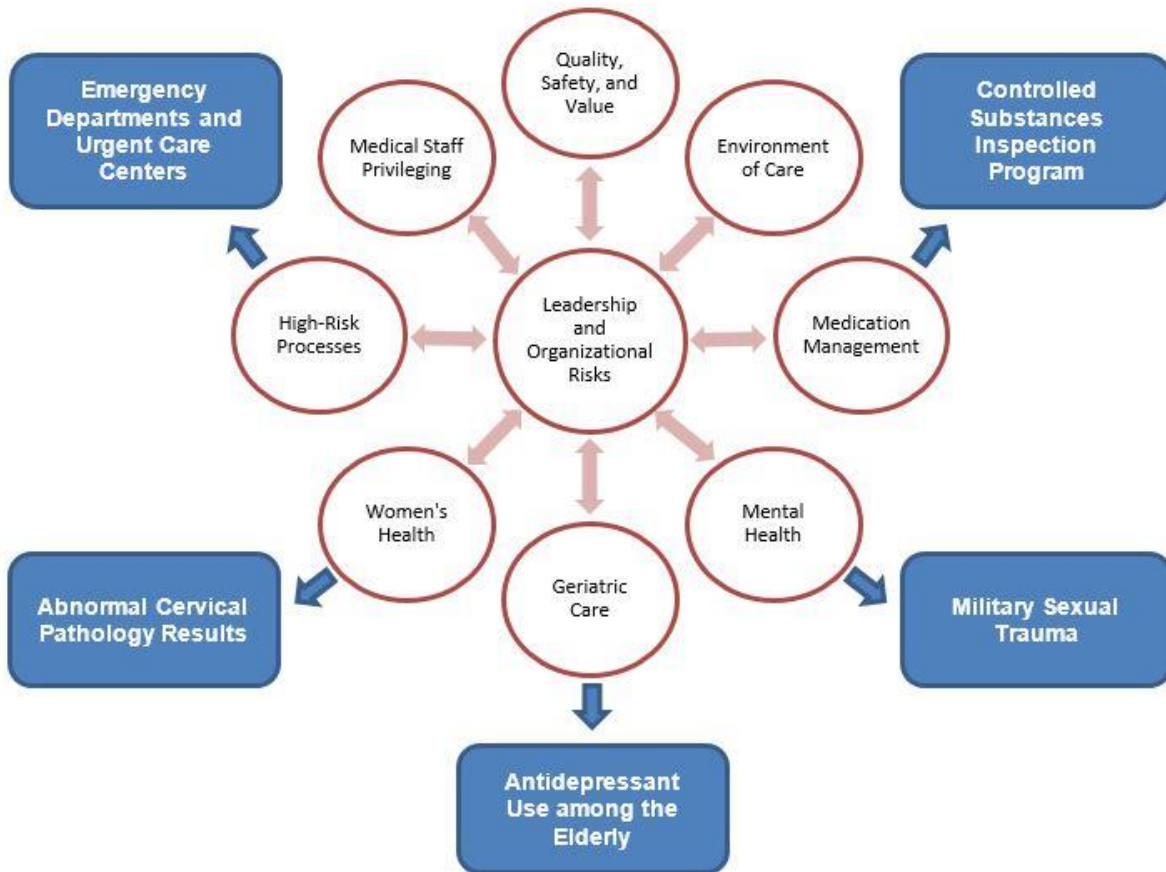 Quality,
Safety, and
Value
Emergency
Departments and
Urgent Care
Centers
Controlled
Substances
Inspection
Program
Medical Staff
Privileging
Environment
of Care
High-Risk
Processes
Leadership
and
Organizational
Risks
Medication
Management
Women's
Health
Mental
Health
Geriatric
Care
Abnormal Cervical
Pathology Results
Military Sexual
Trauma
Antidepressant
Use among the
Elderly